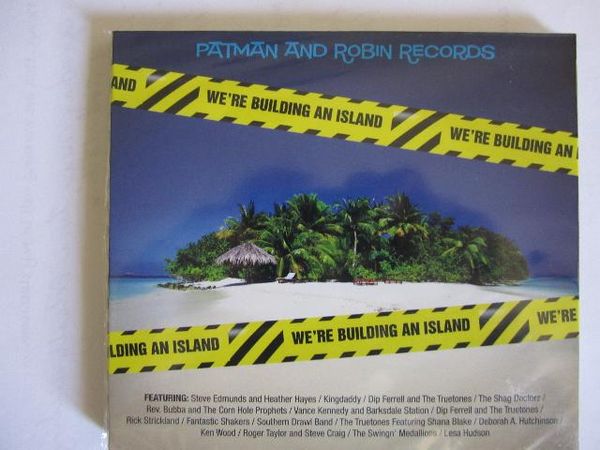 PATMAN AND ROBIN RECORDS
AND WE'RE BUILDING AN ISLAND WE'RE BUILDING AN I
LDING AN ISLAND WE'RE BUILDING AN ISLAND WE'RE
FEATURING: Steve Edmunds and Heather Hayes / Kingdaddy / Dip Ferrell and The Truetones / The Shag Doctorz /
Rev. Bubba and The Corn Hole Prophets / Vance Kennedy and Barksdale Station / Dip Ferrell and The Truetones /
Rick Strickland / Fantastic Shakers / Southern Drawl Band / The Truetones Featuring Shana Blake / Deborah A. Hutchinson /
Ken Wood / Roger Taylor and Steve Craig / The Swingn' Medallions / Lesa Hudson